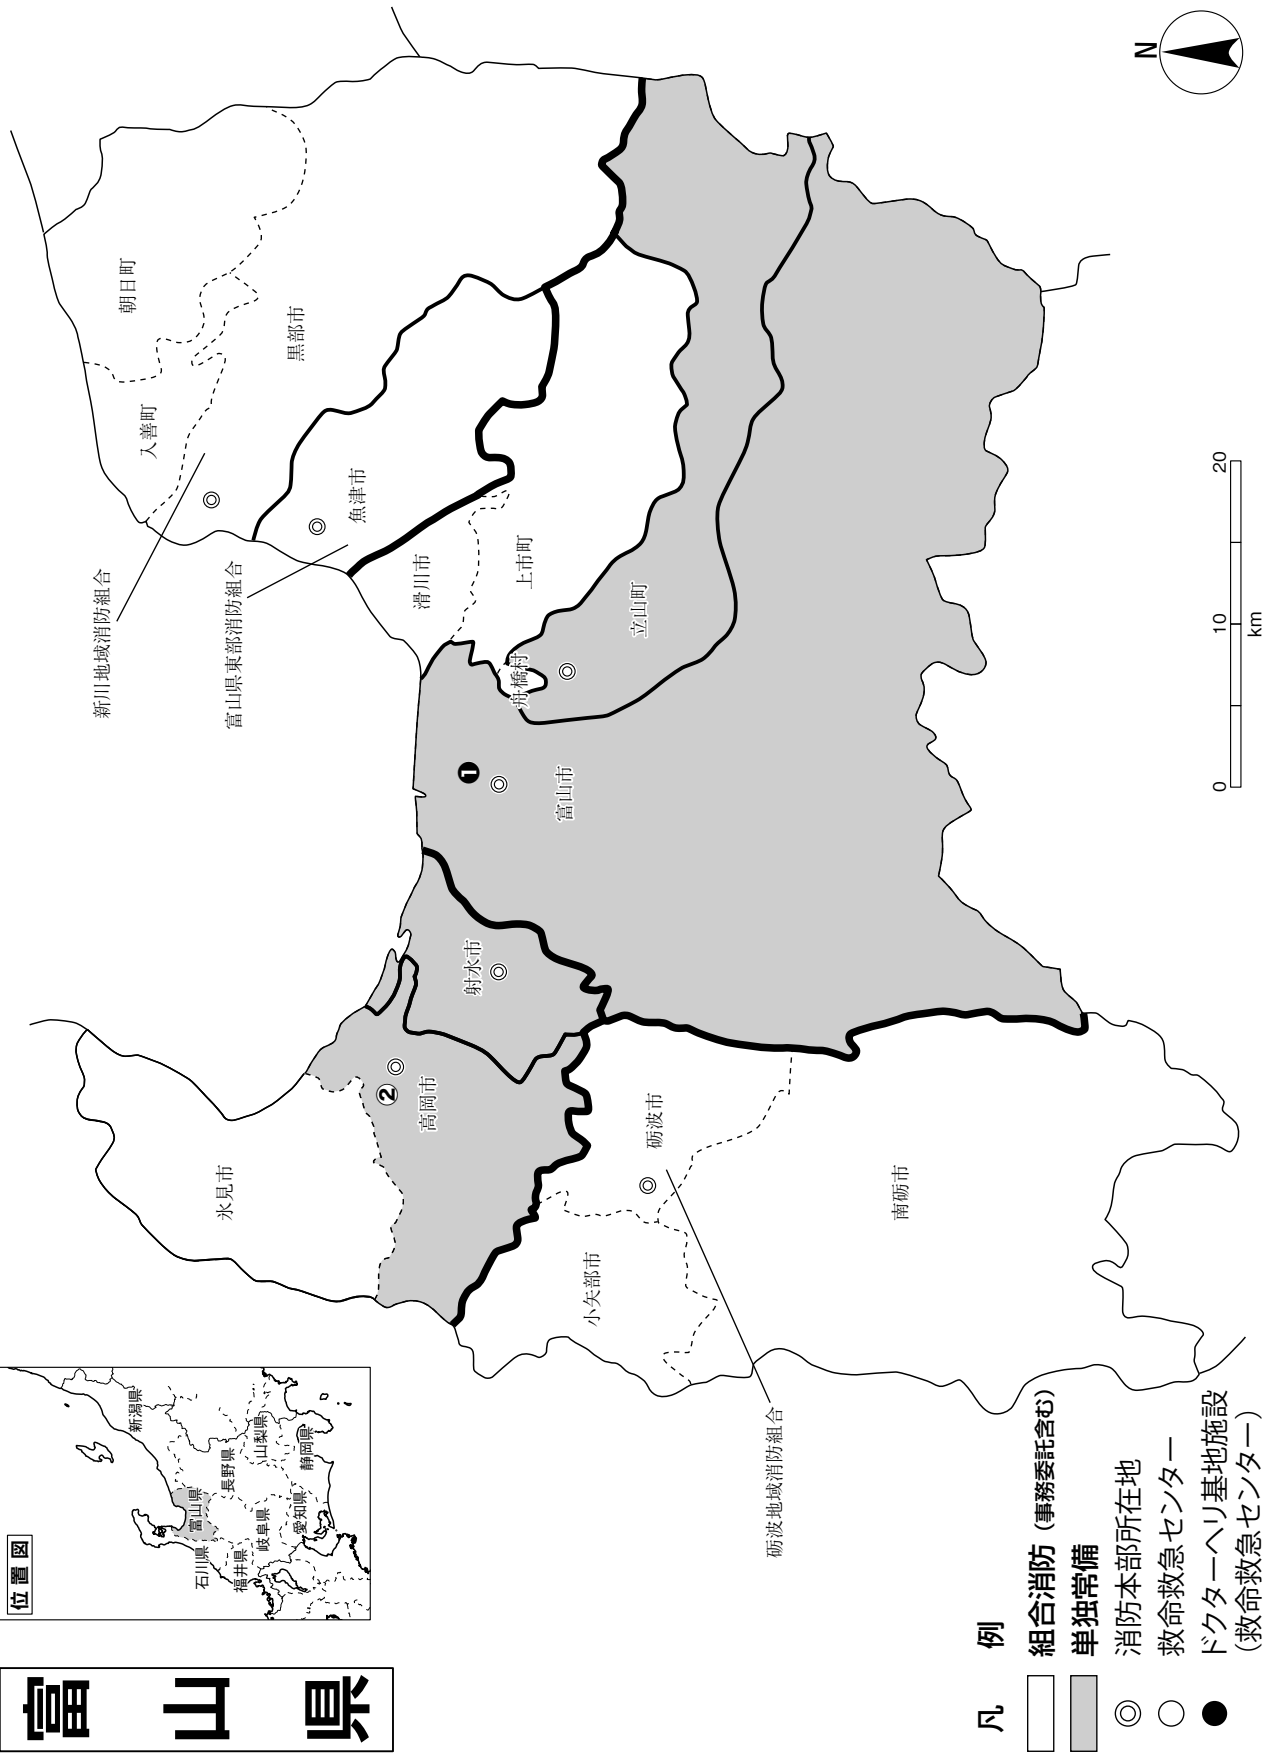 富山県
位置図
新潟県
富山県
石川県
長野県
山梨県
福井県
岐阜県
愛知県
静岡県
朝日町
入善町
黒部市
新川地域消防組合
魚津市
富山県東部消防組合
滑川市
上市町
舟橋村
立山町
❶
富山市
射水市
②
高岡市
氷見市
砺波市
小矢部市
南砺市
砺波地域消防組合
凡例
組合消防（事務委託含む）
単独常備
消防本部所在地
救命救急センター
ドクターヘリ基地施設
（救命救急センター）
0 10 20
km
N